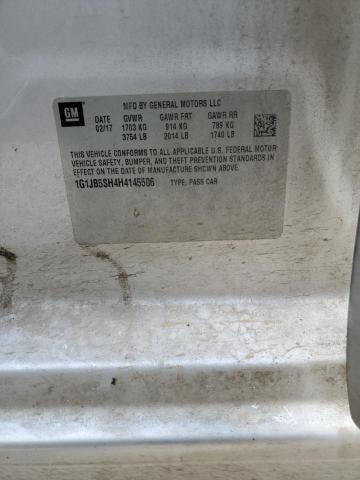 GM
MFD BY GENERAL MOTORS LLC
DATE GVWR GAWR FRT GAWR RR
02/17 1703 KG 914 KG 789 KG
3754 LB 2014 LB 1740 LB
THIS VEHICLE CONFORMS TO ALL APPLICABLE U.S. FEDERAL MOTOR
VEHICLE SAFETY, BUMPER, AND THEFT PREVENTION STANDARDS IN
EFFECT ON THE DATE OF MANUFACTURE SHOWN ABOVE.
1G1JB5SH4H4145506 TYPE: PASS CAR